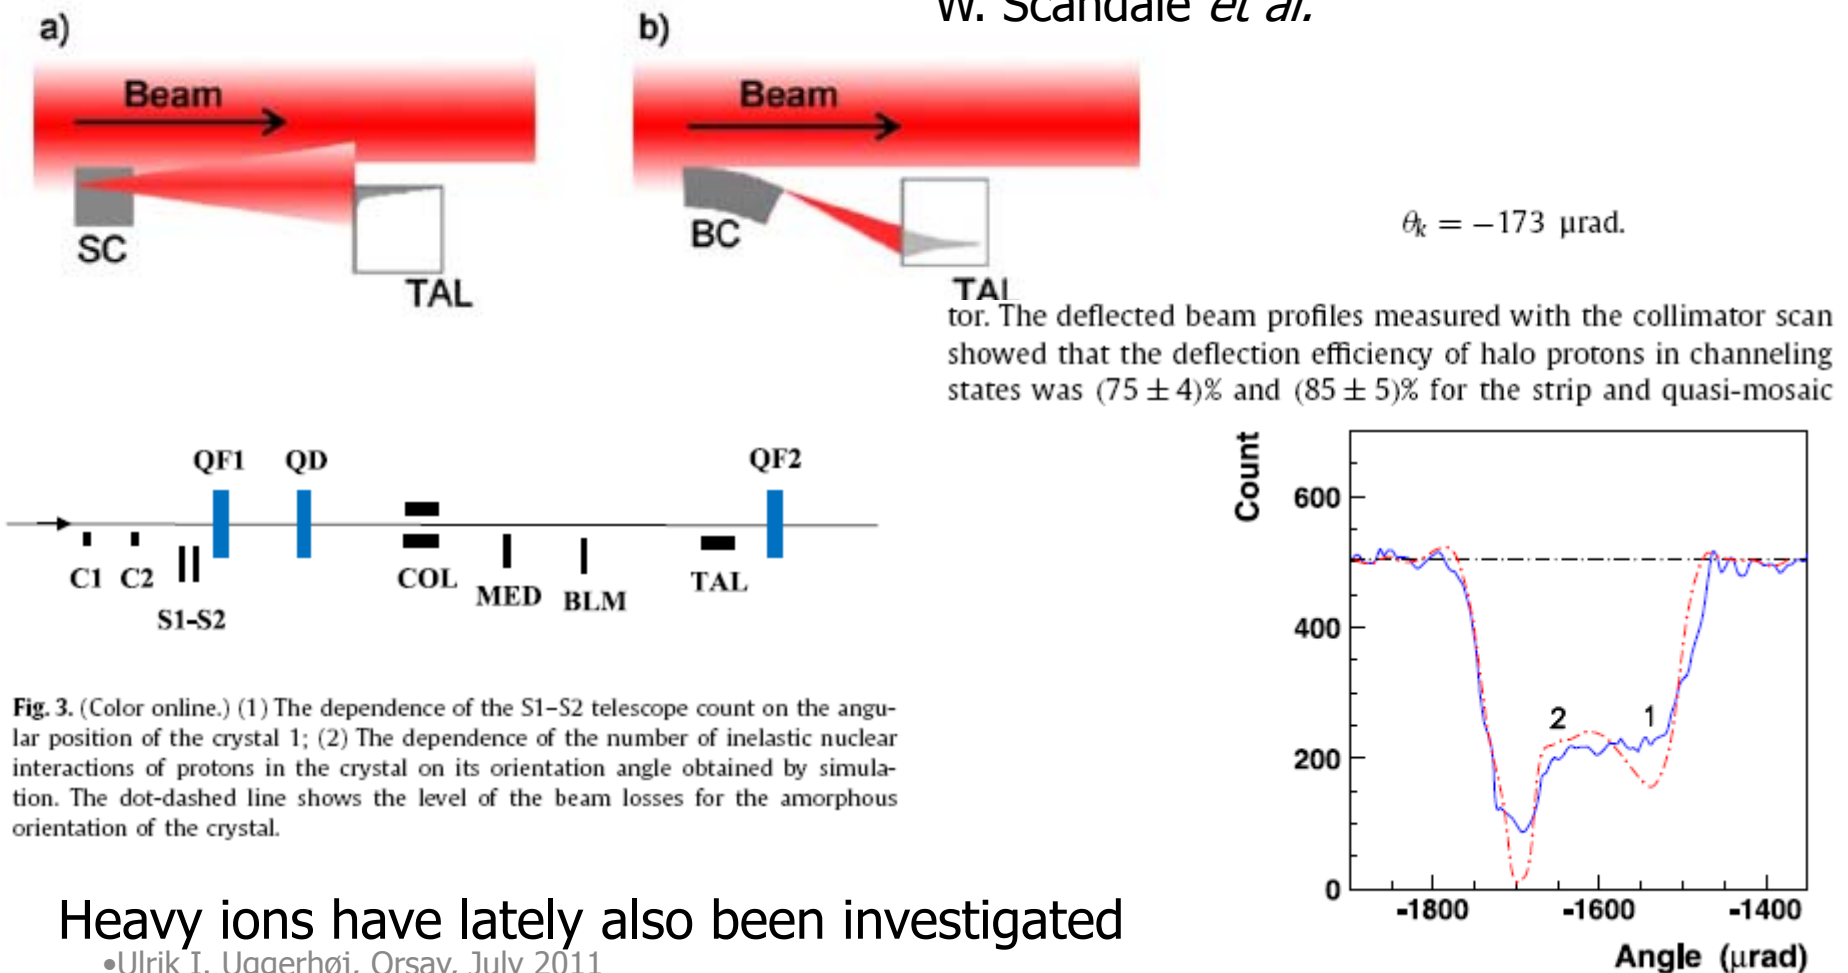 W. Scandale et al.
a)
b)
Beam
Beam
SC
TAL
BC
TAL
θk = −173 μrad.
tor. The deflected beam profiles measured with the collimator scan
showed that the deflection efficiency of halo protons in channeling
states was (75 ± 4)% and (85 ± 5)% for the strip and quasi-mosaic
QF1 QD QF2
C1 C2 COL TAL
MED BLM
S1-S2
Fig. 3. (Color online.) (1) The dependence of the S1–S2 telescope count on the angu-
lar position of the crystal 1; (2) The dependence of the number of inelastic nuclear
interactions of protons in the crystal on its orientation angle obtained by simula-
tion. The dot-dashed line shows the level of the beam losses for the amorphous
orientation of the crystal.
Count
600
400
200
0
2 1
-1800 -1600 -1400
Angle (μrad)
Heavy ions have lately also been investigated
•Ulrik I. Uggerhøj, Orsay, July 2011